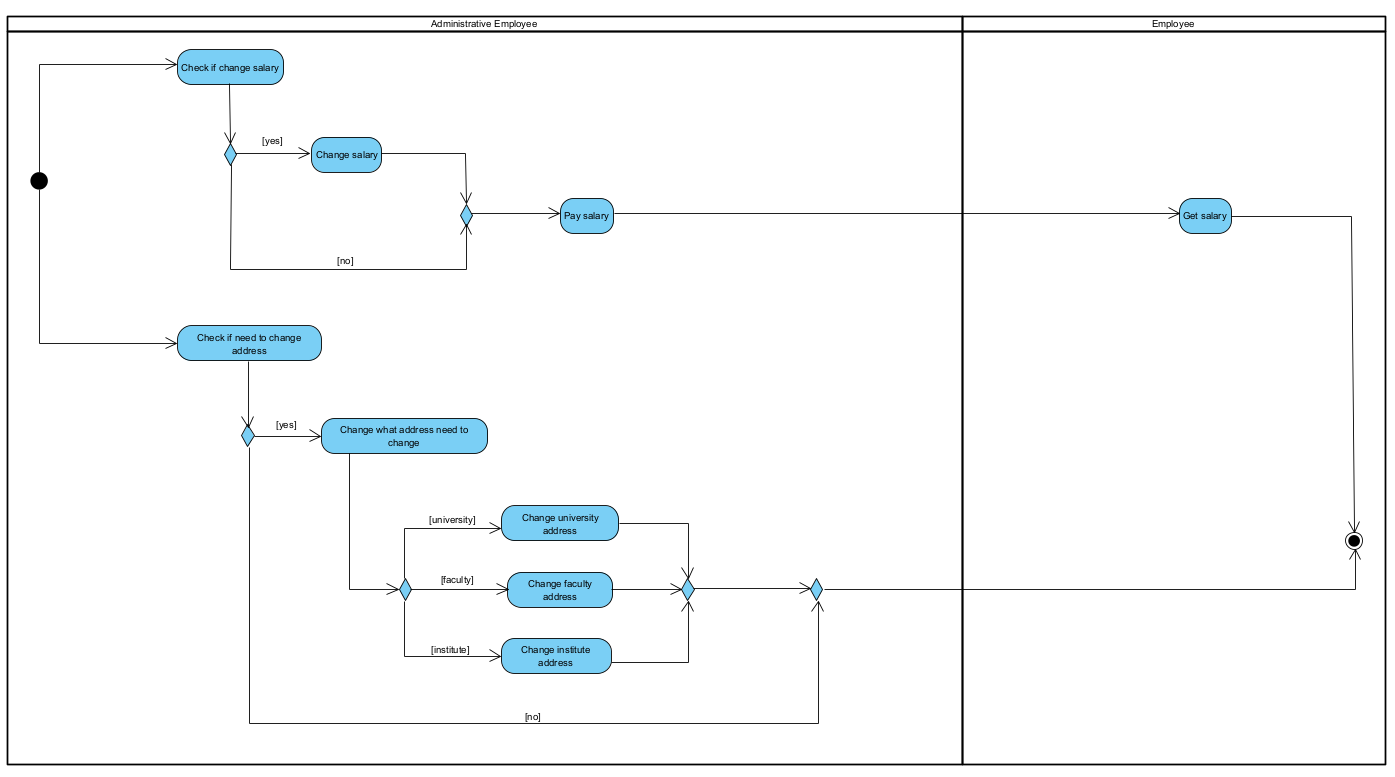 Administrative Employee
Employee
Check if change salary
[yes]
Change salary
Pay salary
Get salary
[no]
Check if need to change
address
[yes]
Change what address need to
change
[university]
Change university
address
[faculty]
Change faculty
address
[institute]
Change institute
address
[no]